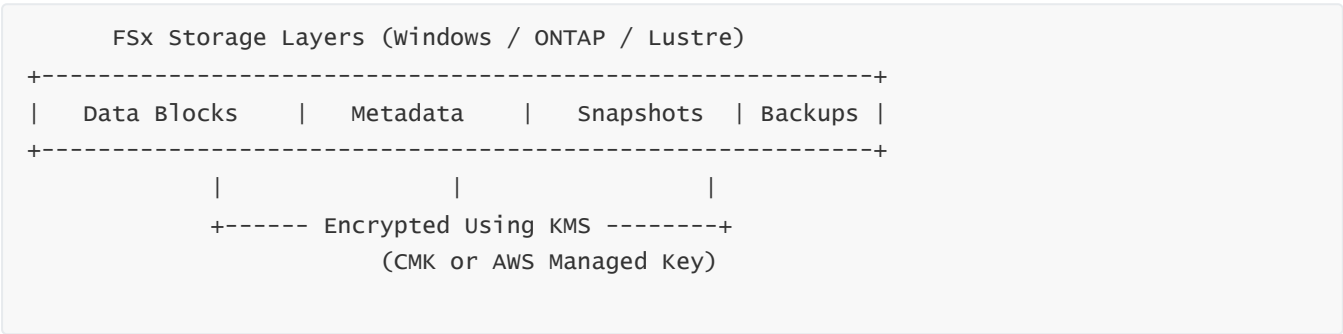 FSx Storage Layers (Windows / ONTAP / Lustre)
+-----------------------------------------------------------+
|   Data Blocks    |   Metadata    |   Snapshots  | Backups |
+-----------------------------------------------------------+
             |                |                 |
             +------ Encrypted Using KMS --------+
                         (CMK or AWS Managed Key)